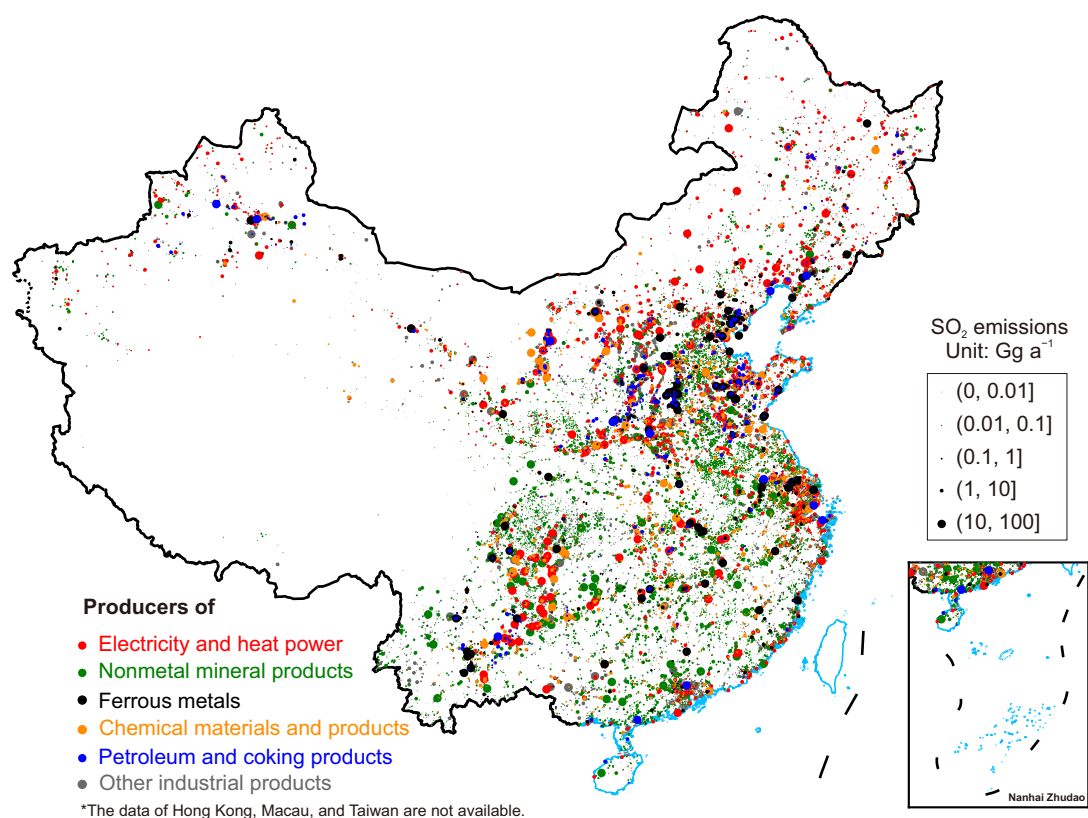 SO₂ emissions
Unit: Gg a⁻¹
(0, 0.01]
(0.01, 0.1]
(0.1, 1]
(1, 10]
(10, 100]
Producers of
Electricity and heat power
Nonmetal mineral products
Ferrous metals
Chemical materials and products
Petroleum and coking products
Other industrial products
*The data of Hong Kong, Macau, and Taiwan are not available.
Nanhai Zhudao